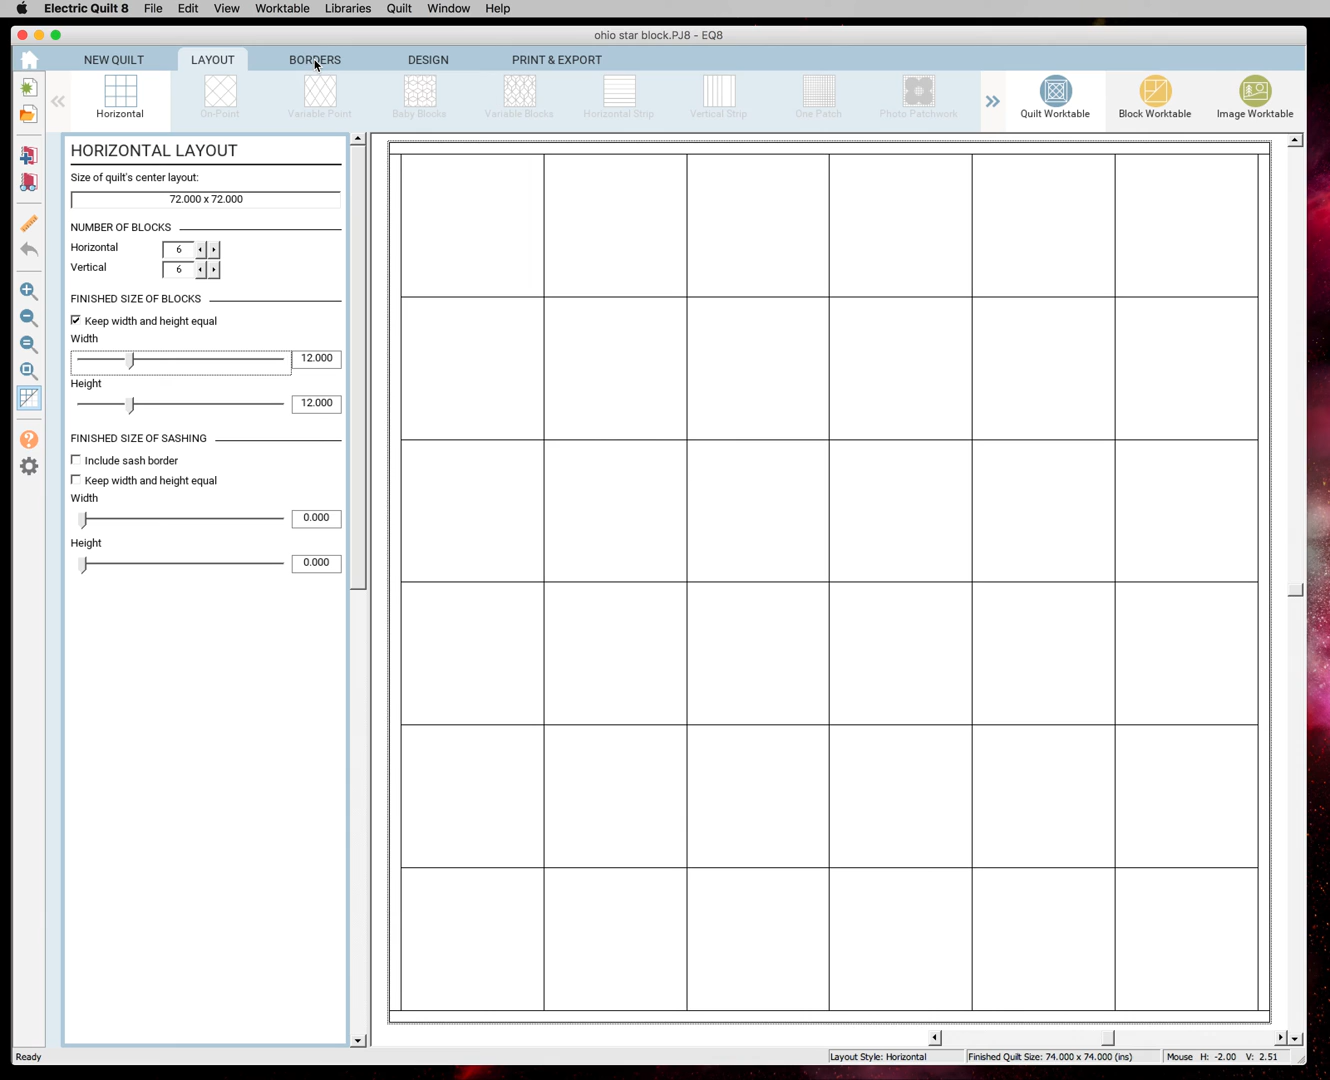 Electric Quilt 8 File Edit View Worktable Libraries Quilt Window Help
ohio star block.PJ8 - EQ8
NEW QUILT LAYOUT BORDERS DESIGN PRINT & EXPORT
Horizontal On-Point Variable Point Baby Blocks Variable Blocks Horizontal Strip Vertical Strip One Patch Photo Patchwork Quilt Worktable Block Worktable Image Worktable
HORIZONTAL LAYOUT
Size of quilt's center layout:
72.000 x 72.000
NUMBER OF BLOCKS
Horizontal 6
Vertical 6
FINISHED SIZE OF BLOCKS
Keep width and height equal
Width
12.000
Height
12.000
FINISHED SIZE OF SASHING
Include sash border
Keep width and height equal
Width
0.000
Height
0.000
Ready Layout Style: Horizontal Finished Quilt Size: 74.000 x 74.000 (ins) Mouse H: -2.00 V: 2.51